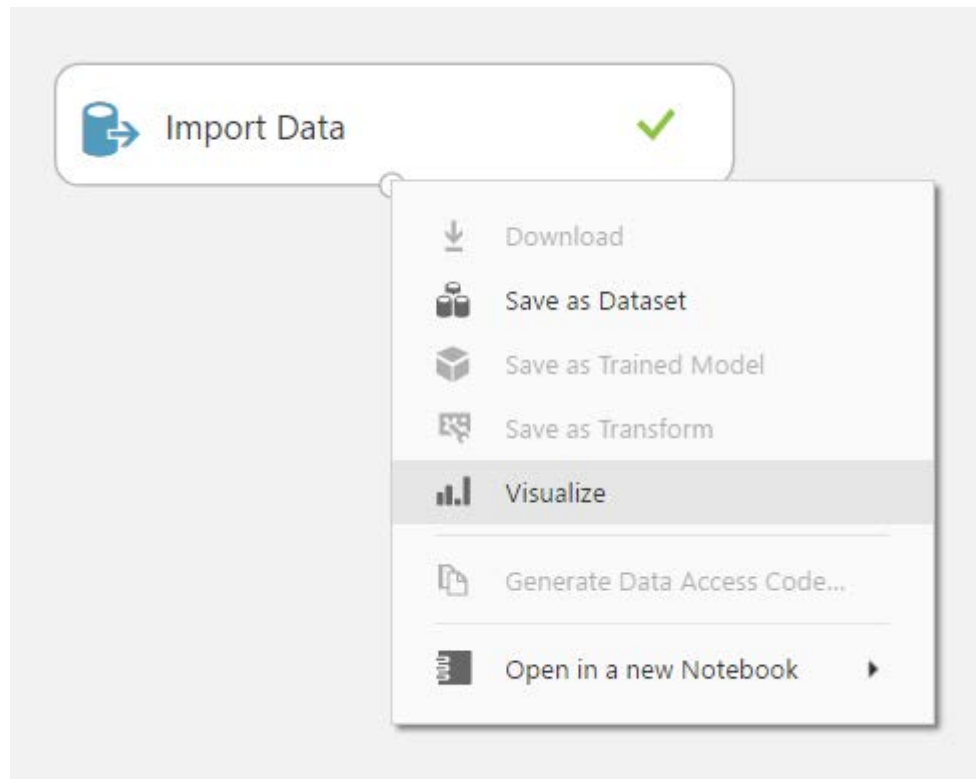 Import Data
Download
Save as Dataset
Save as Trained Model
Save as Transform
Visualize
Generate Data Access Code...
Open in a new Notebook